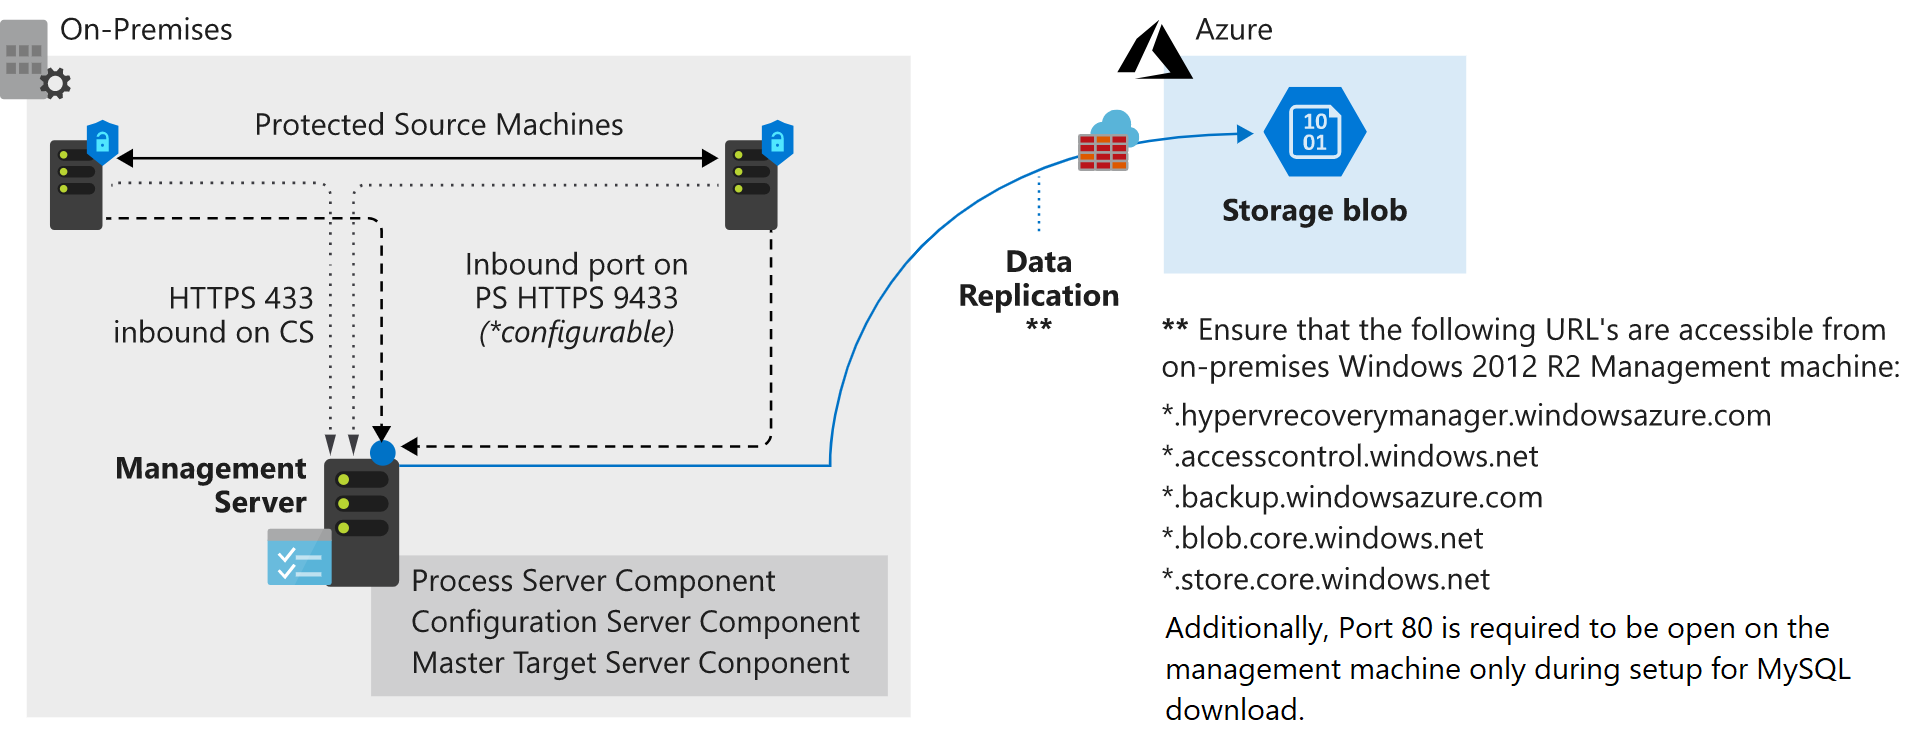 On-Premises
Azure
Protected Source Machines
10
01
Storage blob
HTTPS 433
inbound on CS
Inbound port on
PS HTTPS 9433
(*configurable)
Data
Replication
**
Management
Server
Process Server Component
Configuration Server Component
Master Target Server Conponent
** Ensure that the following URL's are accessible from
on-premises Windows 2012 R2 Management machine:
*.hypervrecoverymanager.windowsazure.com
*.accesscontrol.windows.net
*.backup.windowsazure.com
*.blob.core.windows.net
*.store.core.windows.net
Additionally, Port 80 is required to be open on the
management machine only during setup for MySQL
download.